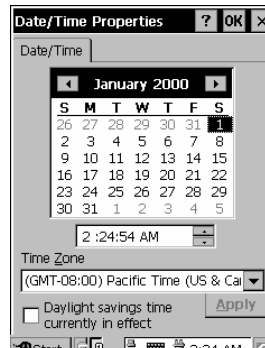 Date/Time Properties ? OK ×
Date/Time
January 2000
S M T W T F S
26 27 28 29 30 31 1
2 3 4 5 6 7 8
9 10 11 12 13 14 15
16 17 18 19 20 21 22
23 24 25 26 27 28 29
30 31 1 2 3 4 5
2 :24:54 AM
Time Zone
(GMT-08:00) Pacific Time (US & Ca
Daylight savings time
currently in effect
Apply
Start 2:24 AM